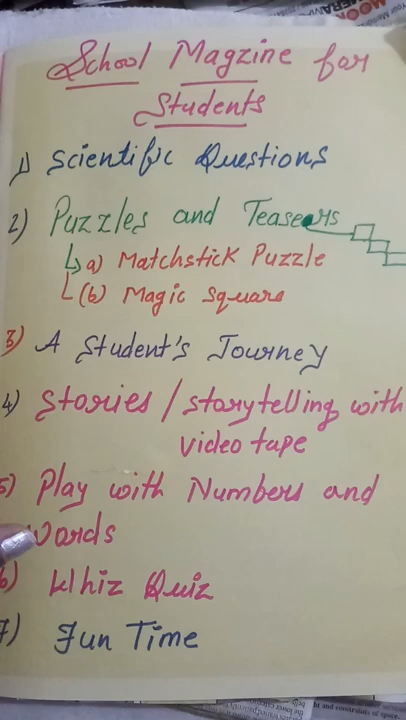 School Magzine for
Students
1) Scientific Questions
2) Puzzles and Teasers
a) Matchstick Puzzle
(b) Magic Square
3) A Student's Journey
4) Stories / storytelling with
video tape
5) Play with Numbers and
Words
6) Whiz Quiz
7) Fun Time